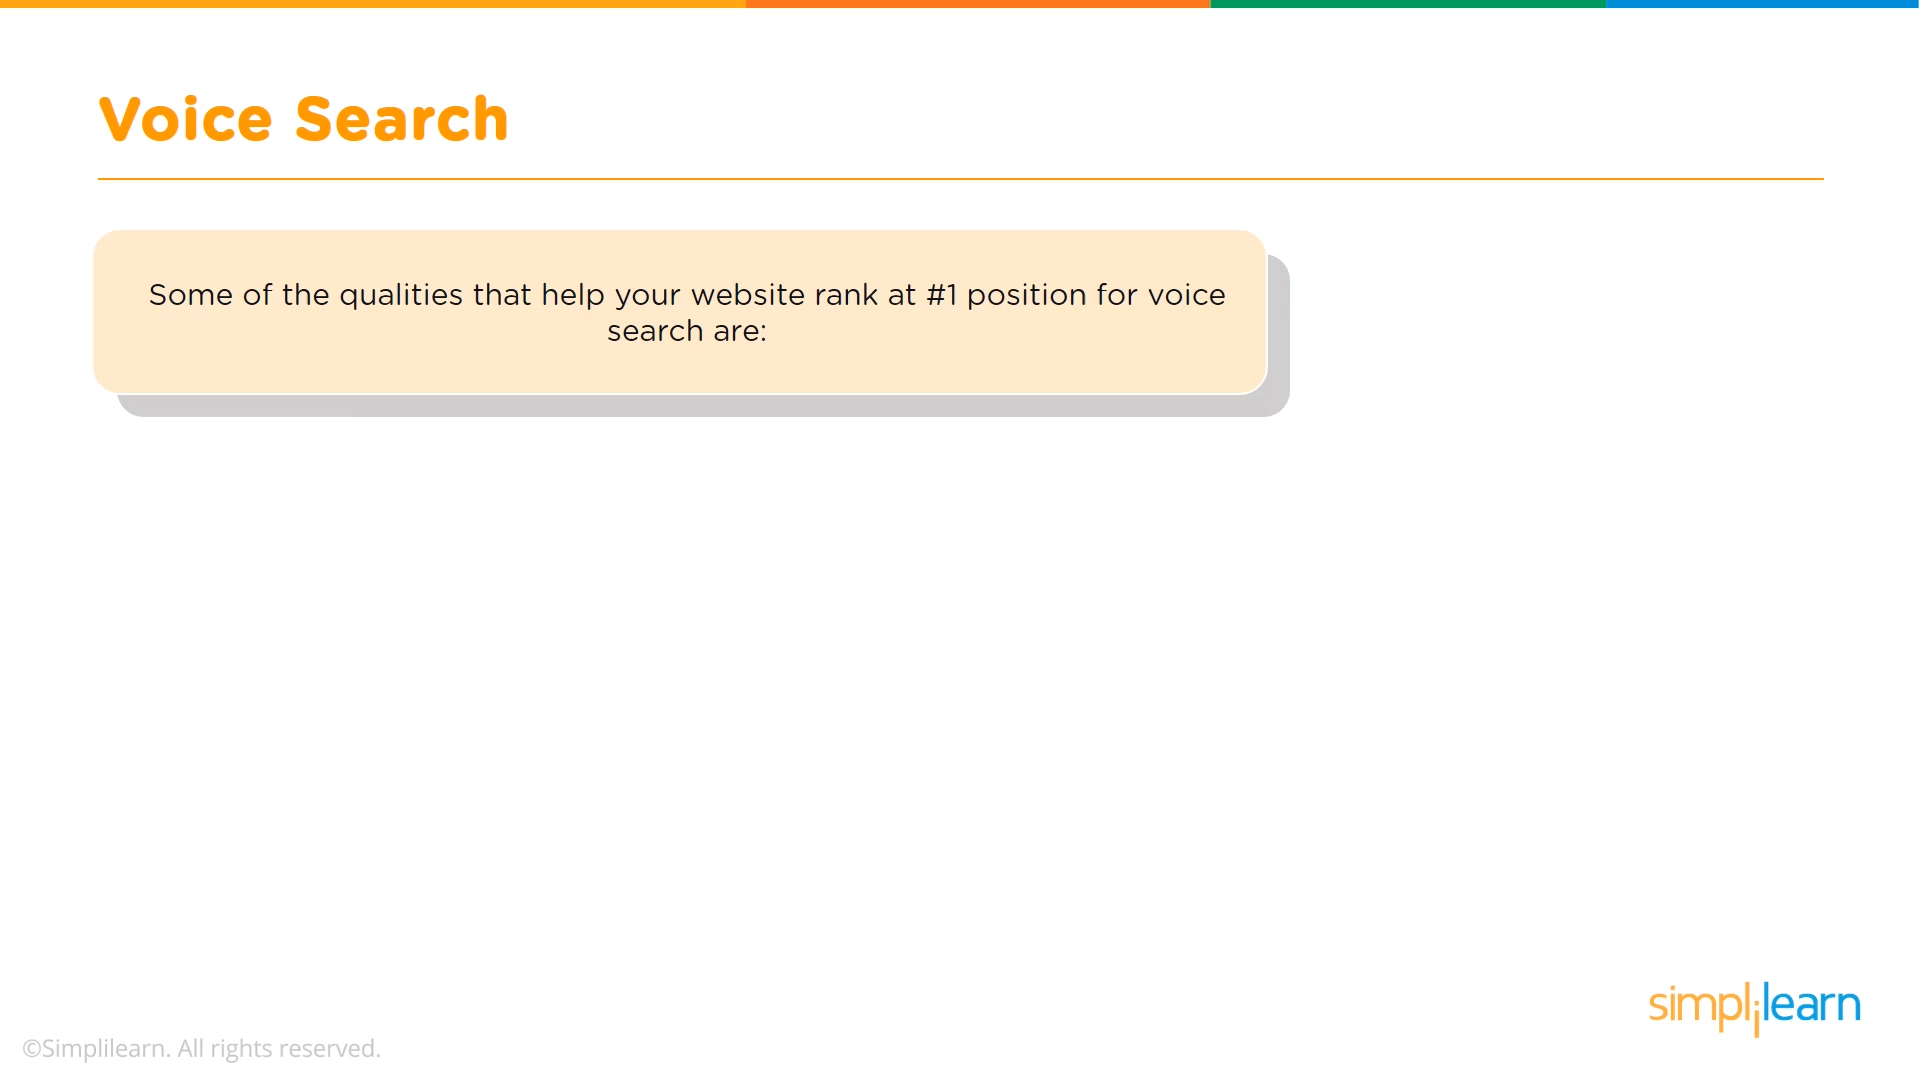 Voice Search
Some of the qualities that help your website rank at #1 position for voice
search are:
simplilearn
©Simplilearn. All rights reserved.